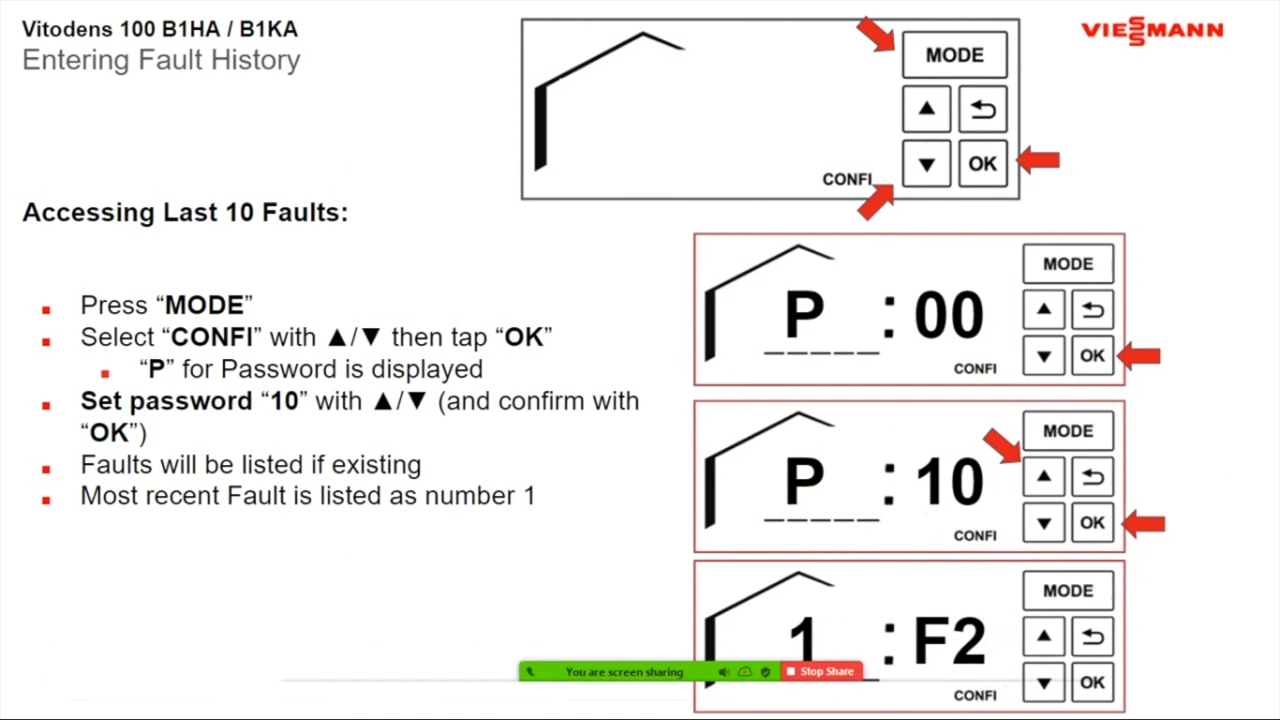 Vitodens 100 B1HA / B1KA
Entering Fault History
VIESSMANN
MODE
▲
▼ OK
CONFI
Accessing Last 10 Faults:
Press “MODE”
Select “CONFI” with ▲/▼ then tap “OK”
“P” for Password is displayed
Set password “10” with ▲/▼ (and confirm with
“OK”)
Faults will be listed if existing
Most recent Fault is listed as number 1
P : 00
MODE
▲
▼ OK
CONFI
P : 10
MODE
▲
▼ OK
CONFI
1 : F2
MODE
▲
▼ OK
CONFI
You are screen sharing
Stop Share